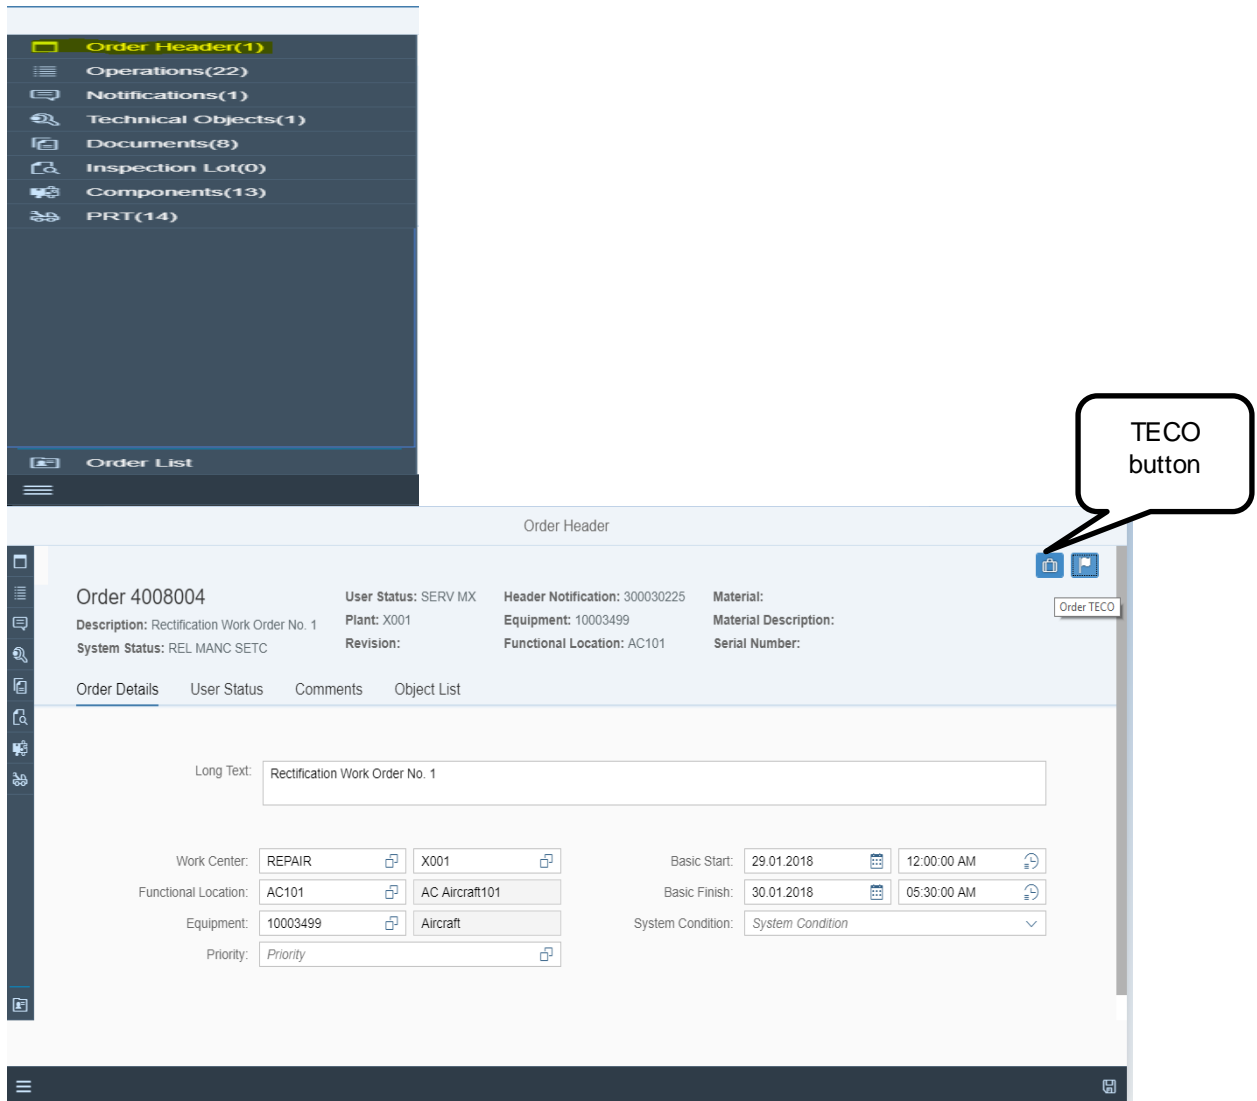 Order Header(1)
Operations(22)
Notifications(1)
Technical Objects(1)
Documents(8)
Inspection Lot(0)
Components(13)
PRT(14)
Order List
TECO
button
Order Header
Order TECO
Order 4008004
Description: Rectification Work Order No. 1
System Status: REL MANC SETC
User Status: SERV MX
Plant: X001
Revision:
Header Notification: 300030225
Equipment: 10003499
Functional Location: AC101
Material:
Material Description:
Serial Number:
Order Details User Status Comments Object List
Long Text: Rectification Work Order No. 1
Work Center: REPAIR X001
Functional Location: AC101 AC Aircraft101
Equipment: 10003499 Aircraft
Priority: Priority
Basic Start: 29.01.2018 12:00:00 AM
Basic Finish: 30.01.2018 05:30:00 AM
System Condition: System Condition